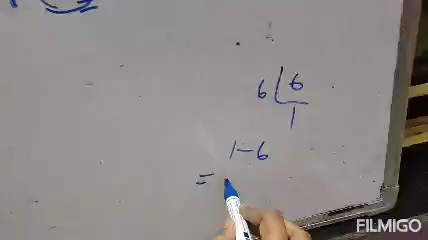 6 | 6
1
1-6
=
FILMIGO